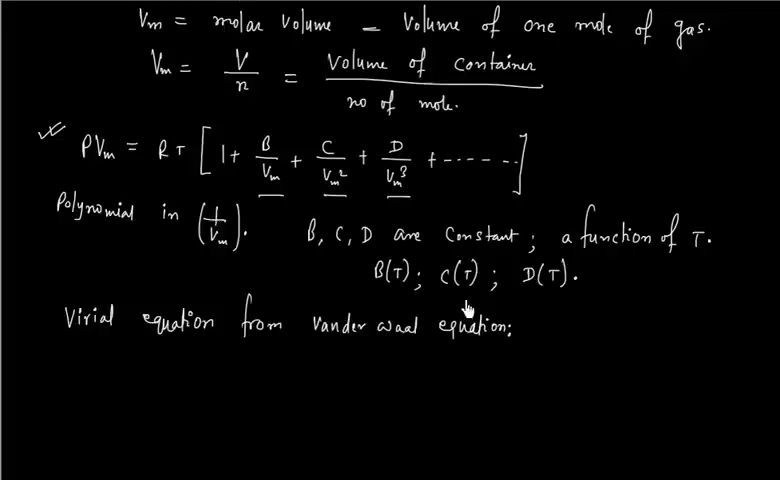 Vm = molar volume = volume of one mole of gas.
Vm = V/n = volume of container / no of mole.
PVm = RT [1 + B/Vm + C/Vm² + D/Vm³ + ------]
Polynomial in (1/Vm). B, C, D are constant; a function of T.
B(T); C(T); D(T).
Virial equation from vander waal equation: